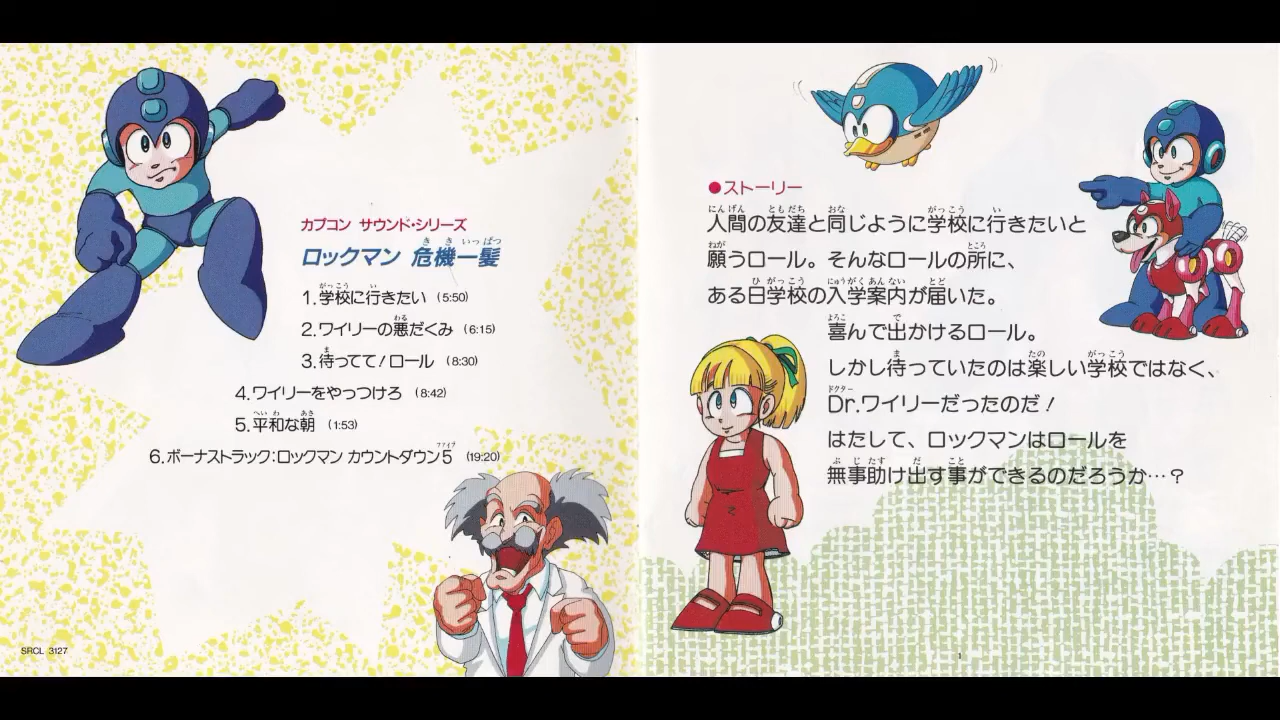 カプコン サウンド・シリーズ
ロックマン 危機一髪
1.学校に行きたい (5:50)
2.ワイリーの悪だくみ (6:15)
3.待ってて!ロール (8:30)
4.ワイリーをやっつけろ (8:42)
5.平和な朝 (1:53)
6.ボーナストラック:ロックマン カウントダウン5 (19:20)
SRCL 3127
●ストーリー
人間の友達と同じように学校に行きたいと
願うロール。そんなロールの所に、
ある日学校の入学案内が届いた。
喜んで出かけるロール。
しかし待っていたのは楽しい学校ではなく、
Dr.ワイリーだったのだ!
はたして、ロックマンはロールを
無事助け出す事ができるのだろうか…?
1